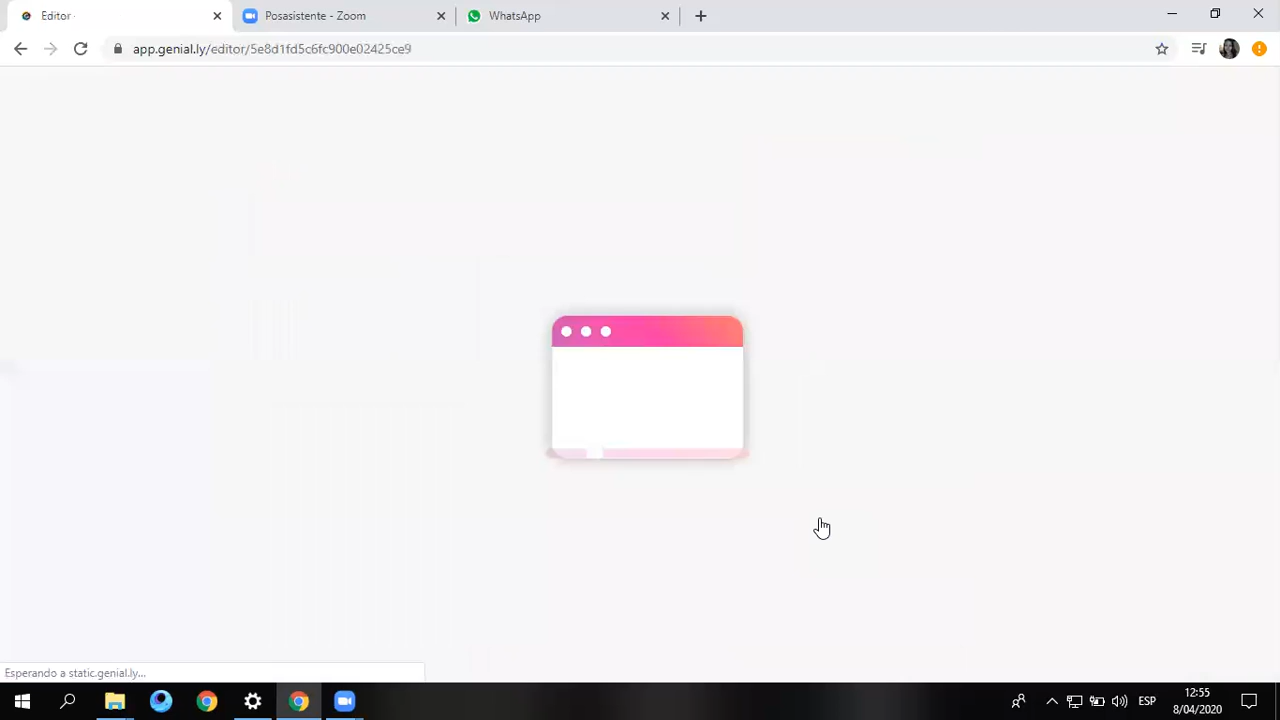 Editor
Posasistente - Zoom
WhatsApp
app.genial.ly/editor/5e8d1fd5c6fc900e02425ce9
Esperando a static.genial.ly...
ESP
12:55
8/04/2020